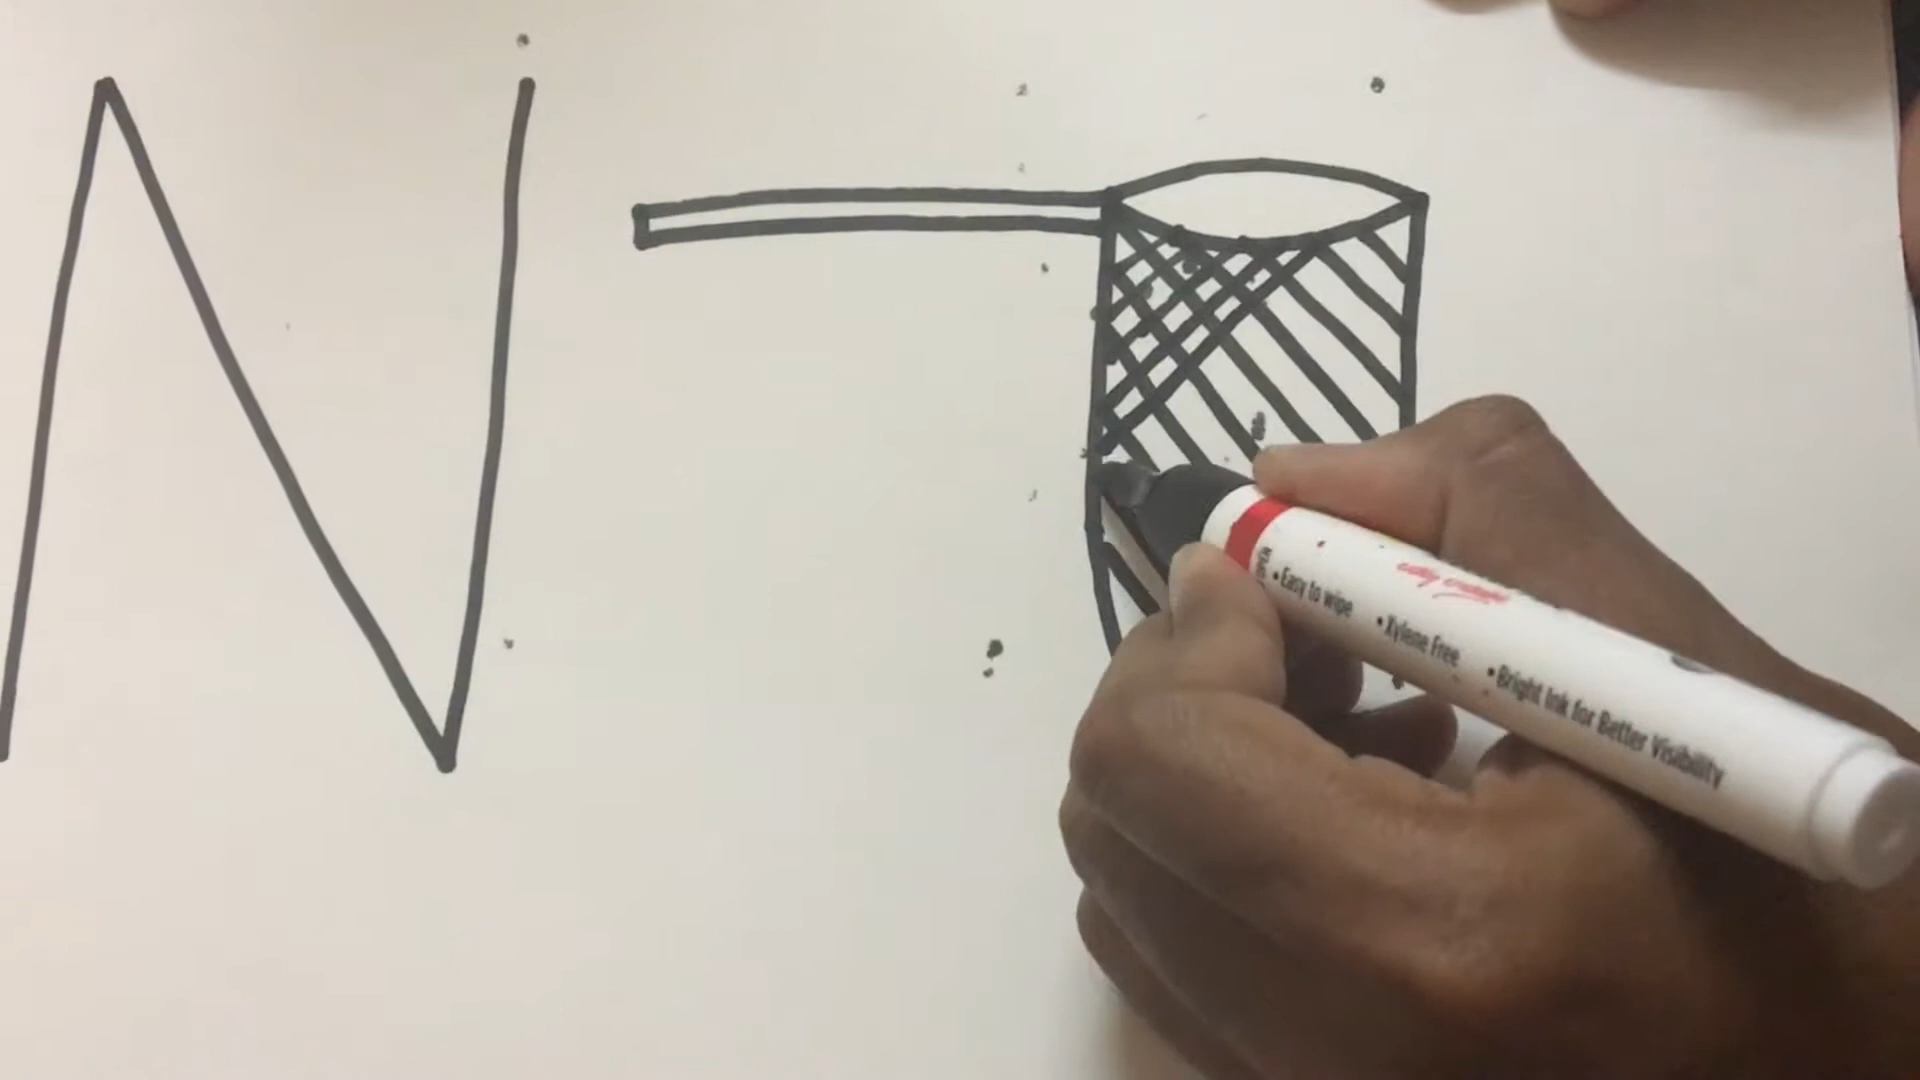 N
• Easy to wipe
• Xylene Free
• Bright Ink for Better Visibility